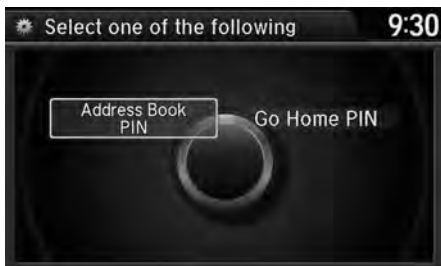 Select one of the following
9:30
Address Book
PIN
Go Home PIN